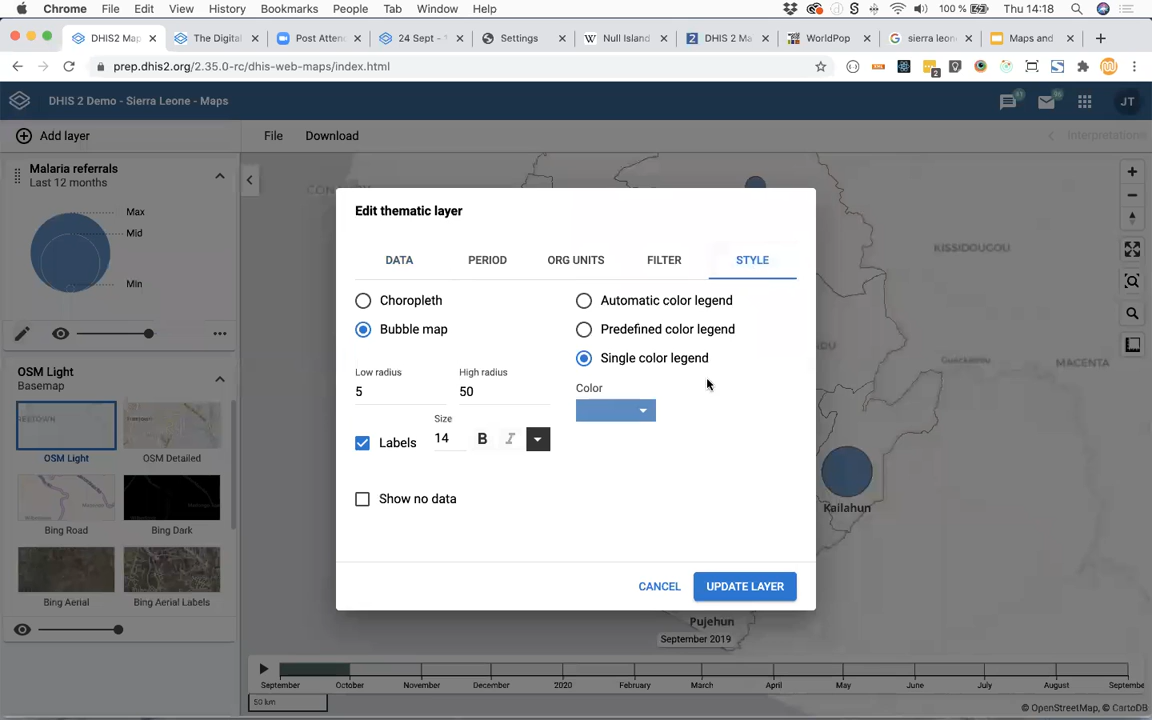 Chrome File Edit View History Bookmarks People Tab Window Help 100 % Thu 14:18
DHIS2 Map The Digital Post Atten 24 Sept - Settings Null Island DHIS 2 Ma WorldPop sierra leon Maps and
prep.dhis2.org/2.35.0-rc/dhis-web-maps/index.html
2
DHIS 2 Demo - Sierra Leone - Maps
JT
Add layer
File Download
Interpretations
Malaria referrals
Last 12 months
Max
Mid
Min
OSM Light
Basemap
OSM Light
OSM Detailed
Bing Road
Bing Dark
Bing Aerial
Bing Aerial Labels
Edit thematic layer
DATA PERIOD ORG UNITS FILTER STYLE
Choropleth
Bubble map
Automatic color legend
Predefined color legend
Single color legend
Low radius
5
High radius
50
Color
Labels
Size
14
B I
Show no data
CANCEL UPDATE LAYER
KISSIDOUGOU
MACENTA
Kailahun
Pujehun
September 2019
September October November December 2020 February March April May June July August Septembe
50 km
© OpenStreetMap, © CartoDB